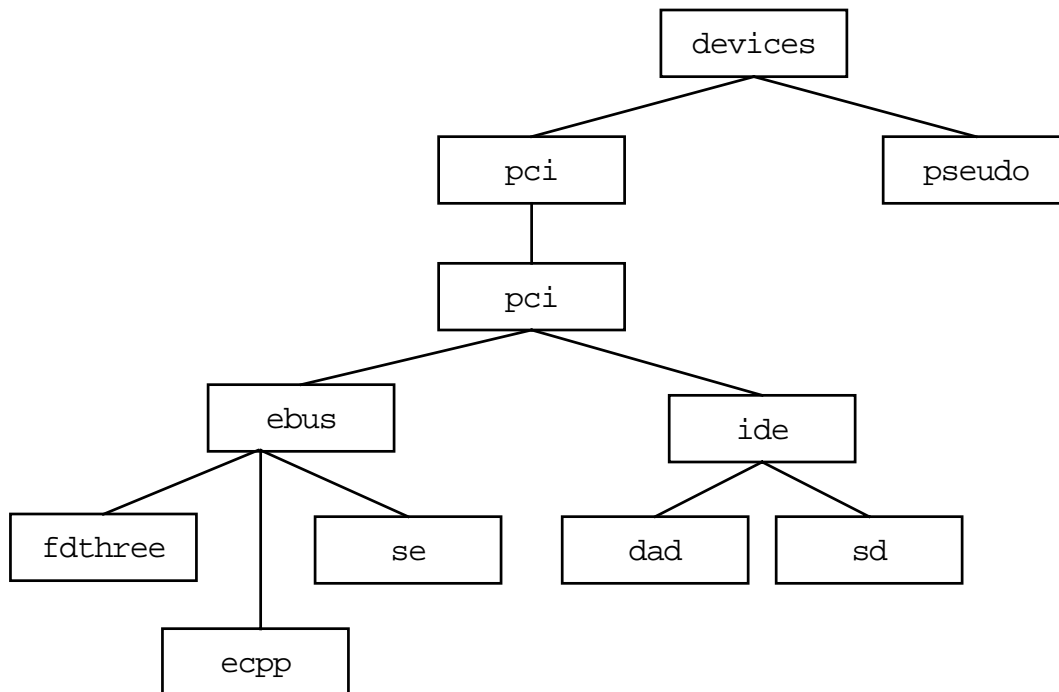 devices
pci
pseudo
pci
ebus
ide
fdthree
se
dad
sd
ecpp